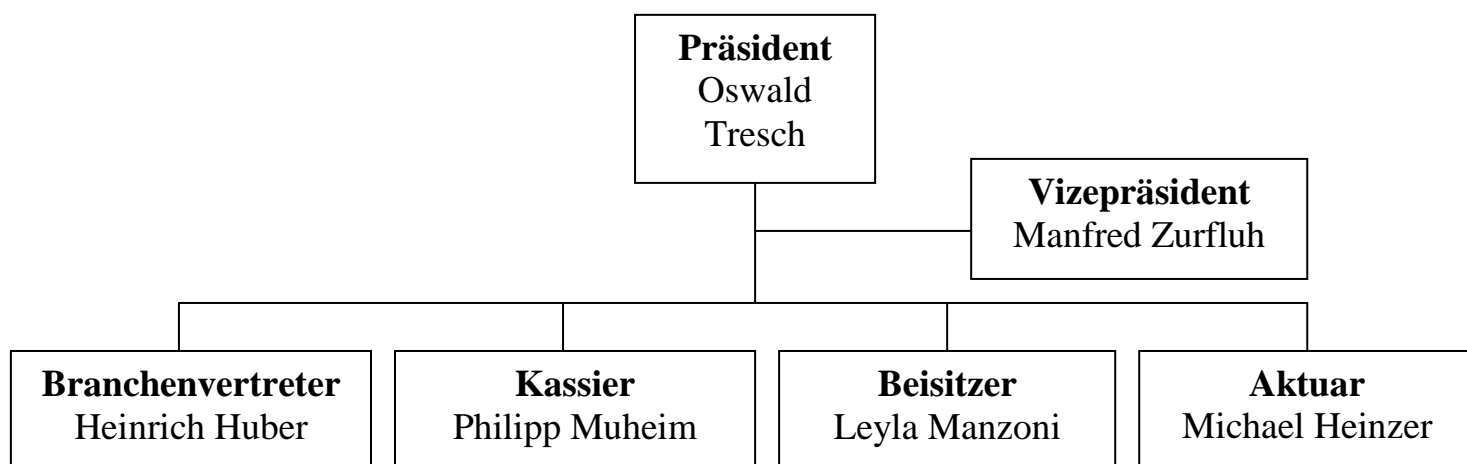 Präsident
Oswald
Tresch
Vizepräsident
Manfred Zurfluh
Branchenvertreter
Heinrich Huber
Kassier
Philipp Muheim
Beisitzer
Leyla Manzoni
Aktuar
Michael Heinzer